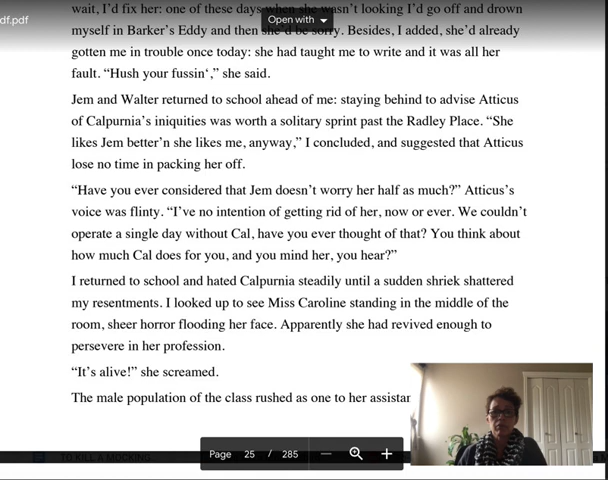 df.pdf
Open with
wait, I’d fix her: one of these days when she wasn’t looking I’d go off and drown
myself in Barker’s Eddy and then she’d be sorry. Besides, I added, she’d already
gotten me in trouble once today: she had taught me to write and it was all her
fault. “Hush your fussin‘,” she said.
Jem and Walter returned to school ahead of me: staying behind to advise Atticus
of Calpurnia’s iniquities was worth a solitary sprint past the Radley Place. “She
likes Jem better’n she likes me, anyway,” I concluded, and suggested that Atticus
lose no time in packing her off.
“Have you ever considered that Jem doesn’t worry her half as much?” Atticus’s
voice was flinty. “I’ve no intention of getting rid of her, now or ever. We couldn’t
operate a single day without Cal, have you ever thought of that? You think about
how much Cal does for you, and you mind her, you hear?”
I returned to school and hated Calpurnia steadily until a sudden shriek shattered
my resentments. I looked up to see Miss Caroline standing in the middle of the
room, sheer horror flooding her face. Apparently she had revived enough to
persevere in her profession.
“It’s alive!” she screamed.
The male population of the class rushed as one to her assistan
Page 25 / 285
TO KILL A MOCKING...